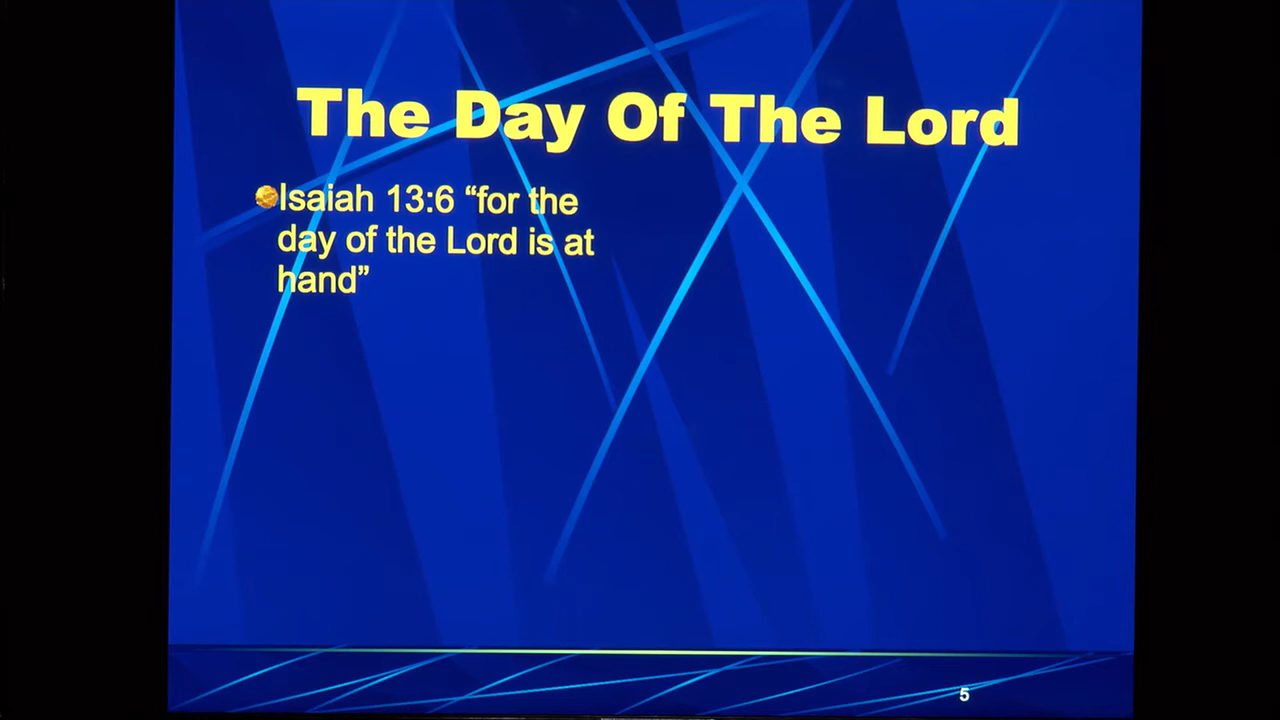 The Day Of The Lord
Isaiah 13:6 “for the
day of the Lord is at
hand”
5